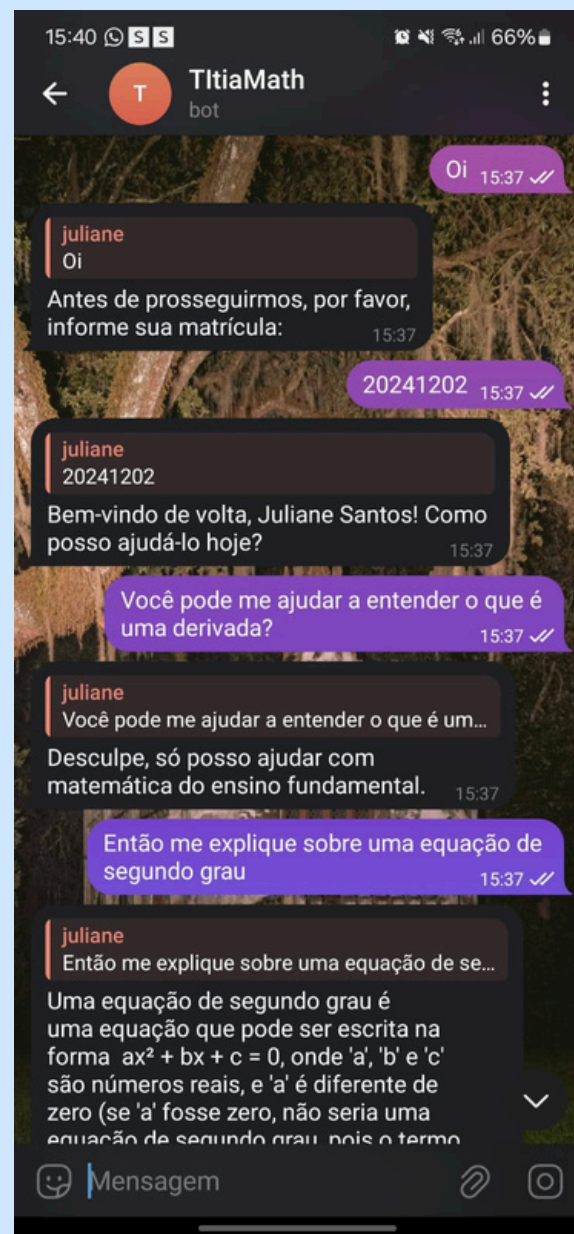 15:40 S S 66%
T TItiaMath
bot
Oi 15:37
juliane
Oi
Antes de prosseguirmos, por favor,
informe sua matrícula: 15:37
20241202 15:37
juliane
20241202
Bem-vindo de volta, Juliane Santos! Como
posso ajudá-lo hoje? 15:37
Você pode me ajudar a entender o que é
uma derivada? 15:37
juliane
Você pode me ajudar a entender o que é um...
Desculpe, só posso ajudar com
matemática do ensino fundamental. 15:37
Então me explique sobre uma equação de
segundo grau 15:37
juliane
Então me explique sobre uma equação de se...
Uma equação de segundo grau é
uma equação que pode ser escrita na
forma ax² + bx + c = 0, onde 'a', 'b' e 'c'
são números reais, e 'a' é diferente de
zero (se 'a' fosse zero, não seria uma
equação de segundo grau, pois o termo
Mensagem